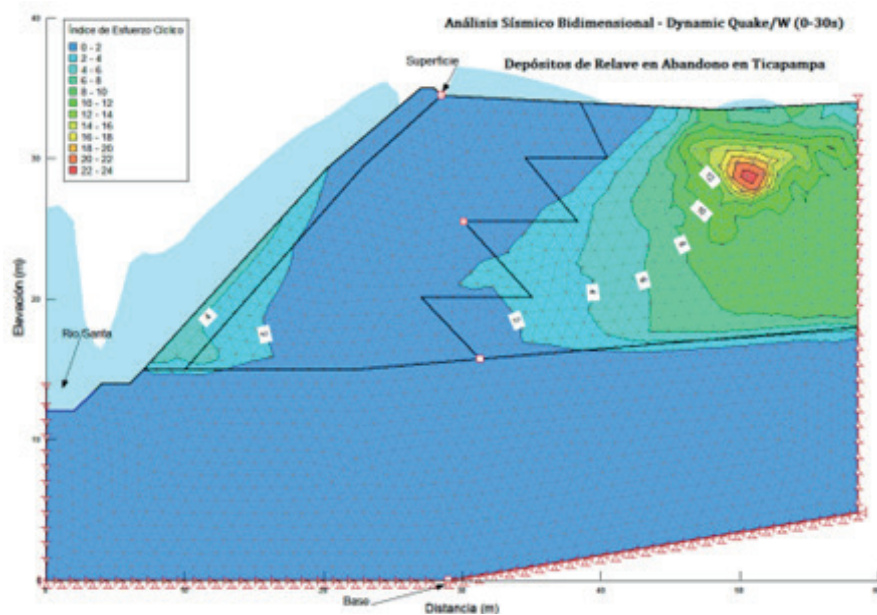 Análisis Sísmico Bidimensional - Dynamic Quake/W (0-30s)
Depósitos de Relave en Abandono en Ticapampa
Índice de Esfuerzo Cíclico
0 - 2
2 - 4
4 - 6
6 - 8
8 - 10
10 - 12
12 - 14
14 - 16
16 - 18
18 - 20
20 - 22
22 - 24
Superficie
Rio Santa
Base
Elevación (m)
40
30
20
10
0
40
Distancia (m)